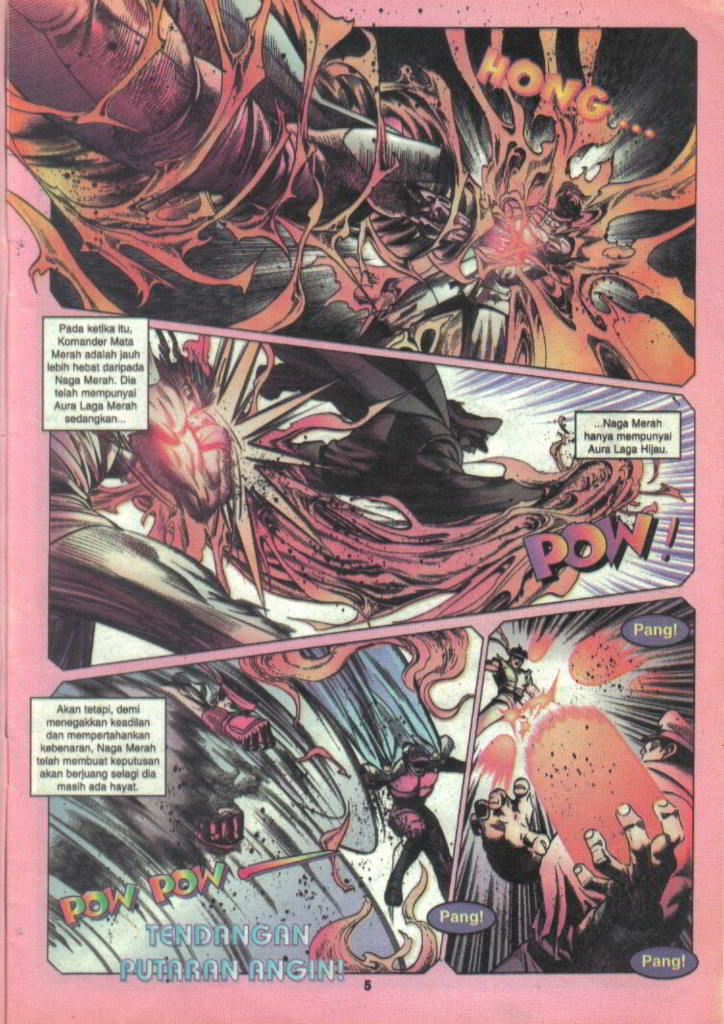 HONG....
Pada ketika itu,
Komander Mata
Merah adalah jauh
lebih hebat daripada
Naga Merah. Dia
telah mempunyai
Aura Laga Merah
sedangkan...
...Naga Merah
hanya mempunyai
Aura Laga Hijau.
POW!
Akan tetapi, demi
menegakkan keadilan
dan mempertahankan
kebenaran, Naga Merah
telah membuat keputusan
akan berjuang selagi dia
masih ada hayat.
POW POW
TENDANGAN
PUTARAN ANGIN!
Pang!
Pang!
Pang!
5